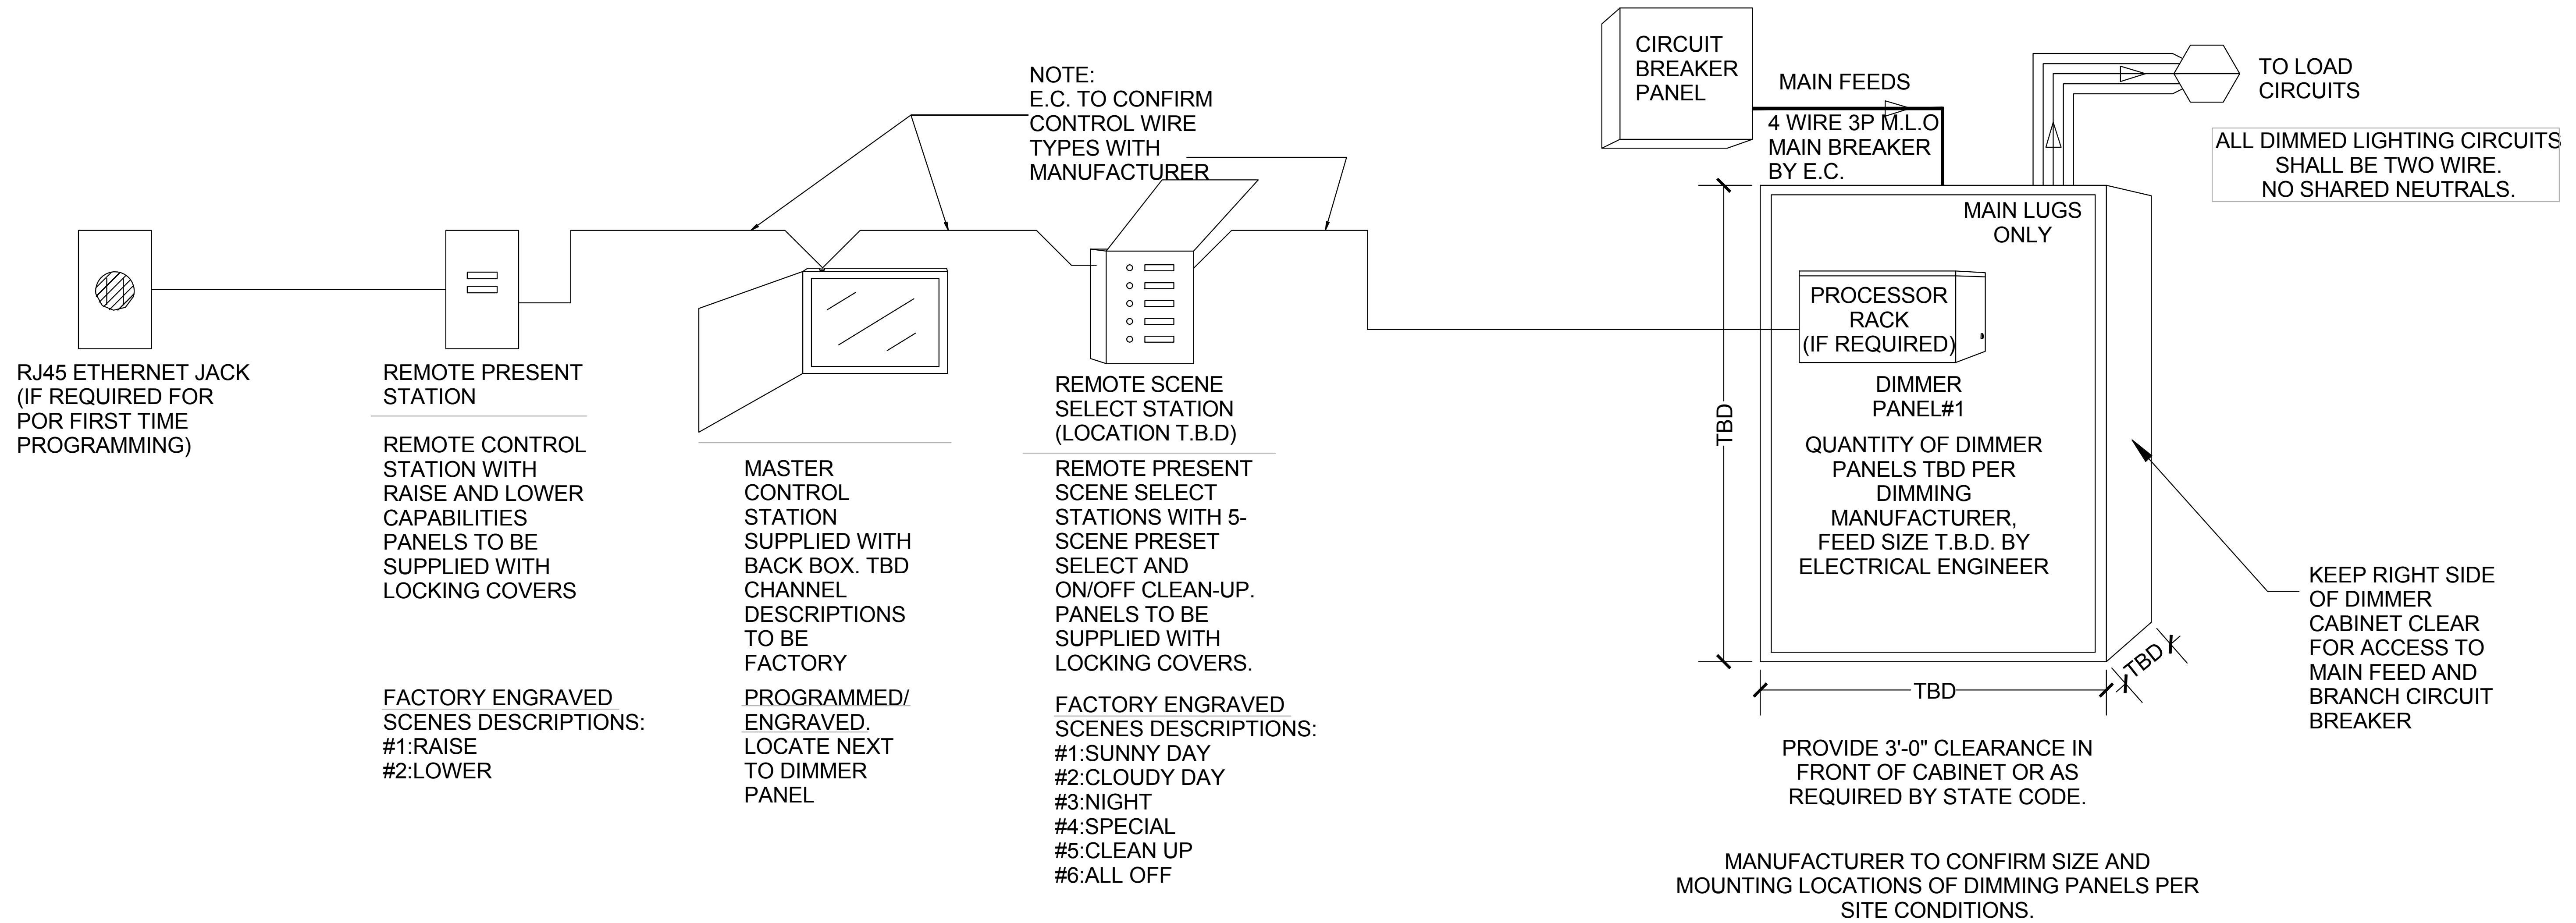 RJ45 ETHERNET JACK
(IF REQUIRED FOR
POR FIRST TIME
PROGRAMMING)
REMOTE PRESENT
STATION
REMOTE CONTROL
STATION WITH
RAISE AND LOWER
CAPABILITIES
PANELS TO BE
SUPPLIED WITH
LOCKING COVERS
FACTORY ENGRAVED
SCENES DESCRIPTIONS:
#1:RAISE
#2:LOWER
MASTER
CONTROL
STATION
SUPPLIED WITH
BACK BOX. TBD
CHANNEL
DESCRIPTIONS
TO BE
FACTORY
PROGRAMMED/
ENGRAVED.
LOCATE NEXT
TO DIMMER
PANEL
NOTE:
E.C. TO CONFIRM
CONTROL WIRE
TYPES WITH
MANUFACTURER
REMOTE SCENE
SELECT STATION
(LOCATION T.B.D)
REMOTE PRESENT
SCENE SELECT
STATIONS WITH 5-
SCENE PRESET
SELECT AND
ON/OFF CLEAN-UP.
PANELS TO BE
SUPPLIED WITH
LOCKING COVERS.
FACTORY ENGRAVED
SCENES DESCRIPTIONS:
#1:SUNNY DAY
#2:CLOUDY DAY
#3:NIGHT
#4:SPECIAL
#5:CLEAN UP
#6:ALL OFF
CIRCUIT
BREAKER
PANEL
MAIN FEEDS
4 WIRE 3P M.L.O
MAIN BREAKER
BY E.C.
TO LOAD
CIRCUITS
ALL DIMMED LIGHTING CIRCUITS
SHALL BE TWO WIRE.
NO SHARED NEUTRALS.
MAIN LUGS
ONLY
PROCESSOR
RACK
(IF REQUIRED)
DIMMER
PANEL#1
QUANTITY OF DIMMER
PANELS TBD PER
DIMMING
MANUFACTURER,
FEED SIZE T.B.D. BY
ELECTRICAL ENGINEER
TBD
TBD
TBD
KEEP RIGHT SIDE
OF DIMMER
CABINET CLEAR
FOR ACCESS TO
MAIN FEED AND
BRANCH CIRCUIT
BREAKER
PROVIDE 3'-0" CLEARANCE IN
FRONT OF CABINET OR AS
REQUIRED BY STATE CODE.
MANUFACTURER TO CONFIRM SIZE AND
MOUNTING LOCATIONS OF DIMMING PANELS PER
SITE CONDITIONS.